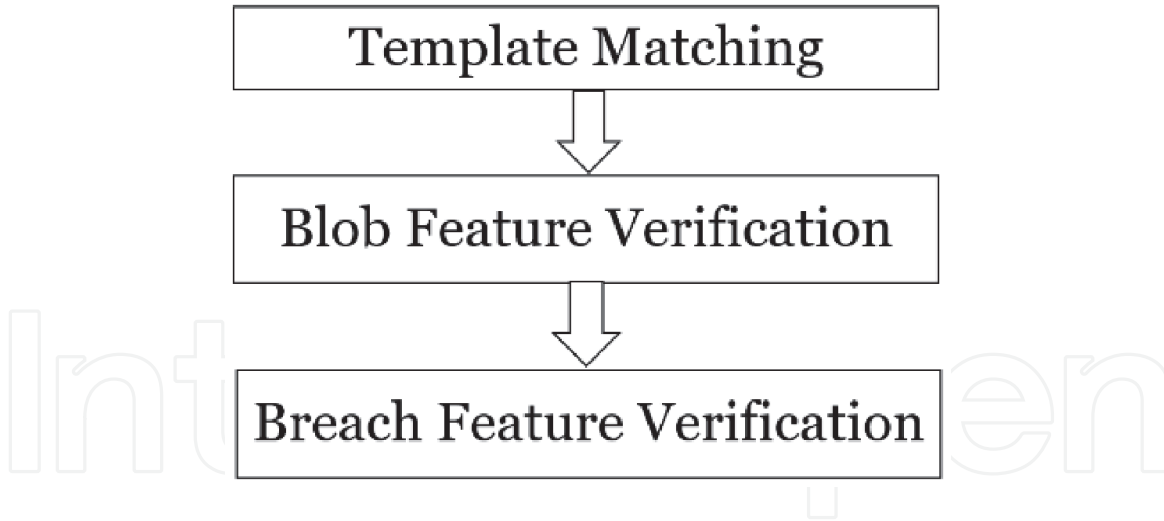 Template Matching
Blob Feature Verification
Breach Feature Verification